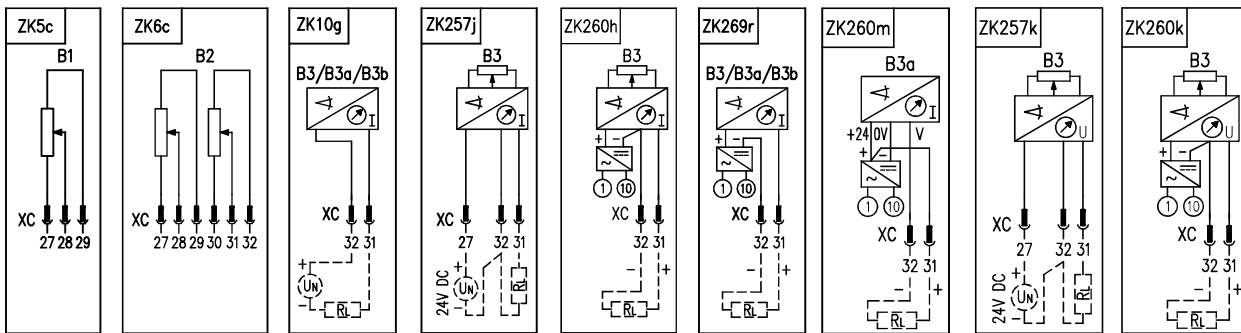 ZK5c
B1
XC
27 28 29
ZK6c
B2
XC
27 28 29 30 31 32
ZK10g
B3/B3a/B3b
I
XC
32 31
+
UN
-
RL
ZK257j
B3
I
XC
27 32 31
24V DC
+
UN
-
RL
ZK260h
B3
I
+ -
~
1 10
XC
32 31
- +
RL
ZK269r
B3/B3a/B3b
I
+ -
~
1 10
XC
32 31
- +
RL
ZK260m
B3a
I
+24 0V V
+ -
~
1 10
XC
32 31
- +
RL
ZK257k
B3
U
XC
27 32 31
24V DC
+
UN
-
RL
ZK260k
B3
U
+ -
~
1 10
XC
32 31
- +
RL